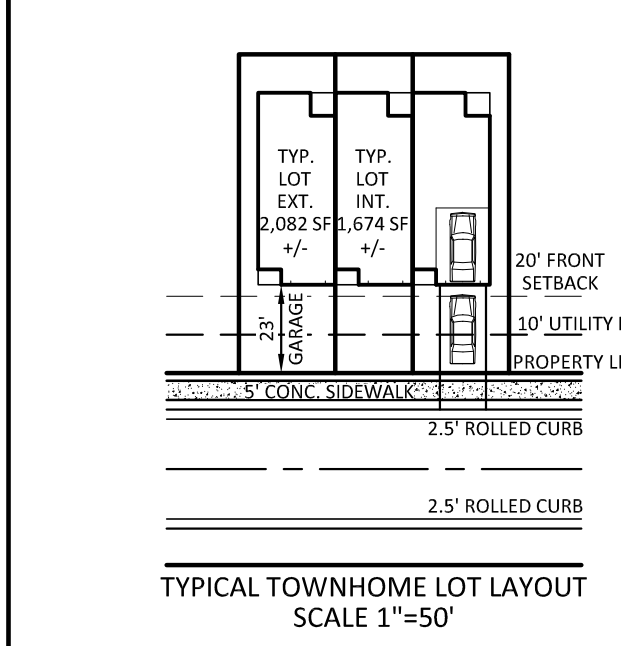 TYP.
LOT
EXT.
2,082 SF
+/-
TYP.
LOT
INT.
1,674 SF
+/-
20' FRONT
SETBACK
23'
GARAGE
10' UTILITY
PROPERTY
5' CONC. SIDEWALK
2.5' ROLLED CURB
2.5' ROLLED CURB
TYPICAL TOWNHOME LOT LAYOUT
SCALE 1"=50'